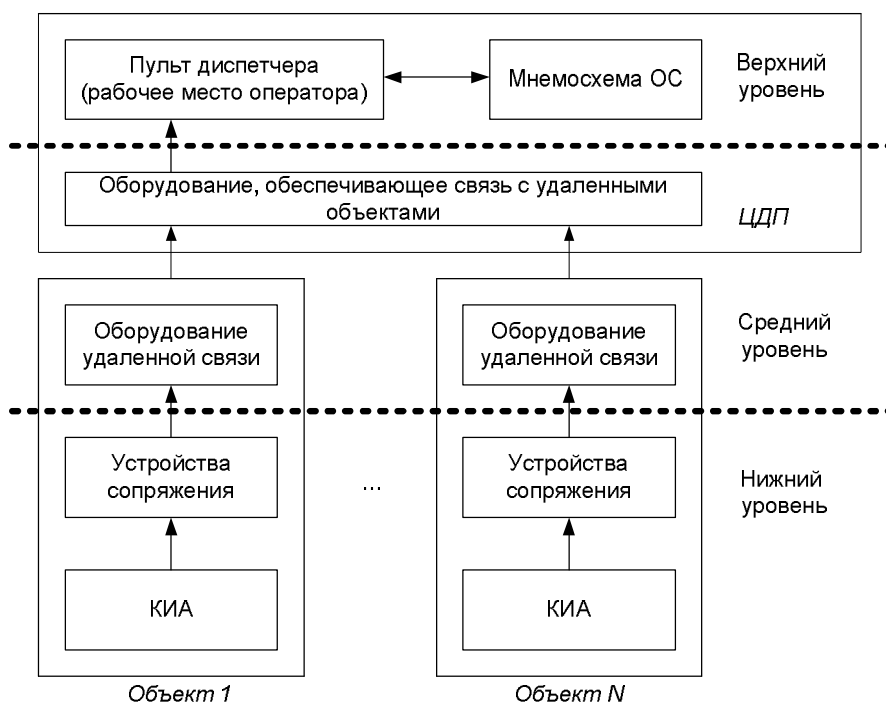 Пульт диспетчера
(рабочее место оператора)
Мнемосхема ОС
Верхний
уровень
Оборудование, обеспечивающее связь с удаленными
объектами
ЦДП
Оборудование
удаленной связи
Оборудование
удаленной связи
Средний
уровень
Устройства
сопряжения
...
Устройства
сопряжения
Нижний
уровень
КИА
КИА
Объект 1
Объект N